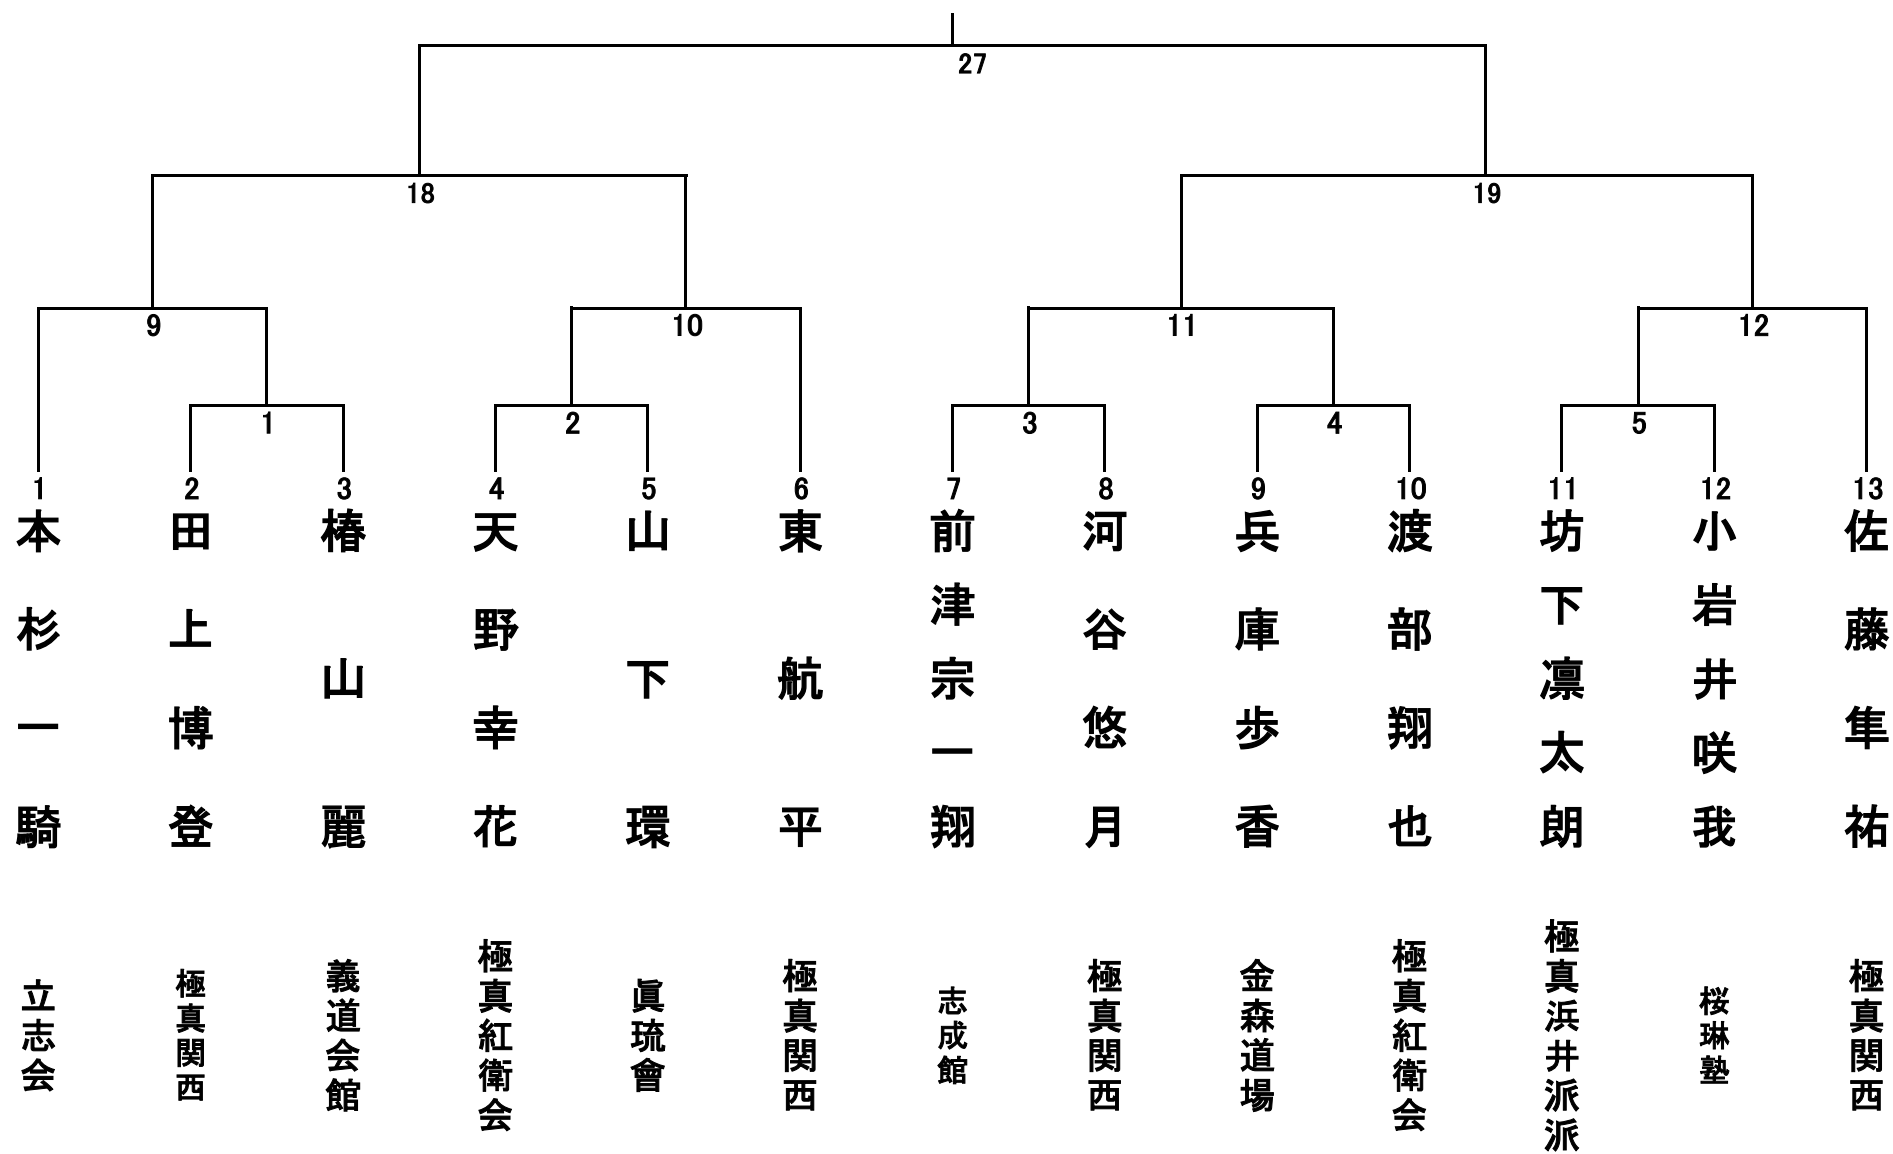 27
18
19
9
10
11
12
1
2
3
4
5
1
2
3
4
5
6
7
8
9
10
11
12
13
本杉一騎
田上博登
椿山麗
天野幸花
山下環
東航平
前津宗一翔
河谷悠月
兵庫歩香
渡部翔也
坊下凛太朗
小岩井咲我
佐藤隼祐
立志会
極真関西
義道会館
極真紅衛会
眞琉會
極真関西
志成館
極真関西
金森道場
極真紅衛会
極真浜井派派
桜琳塾
極真関西